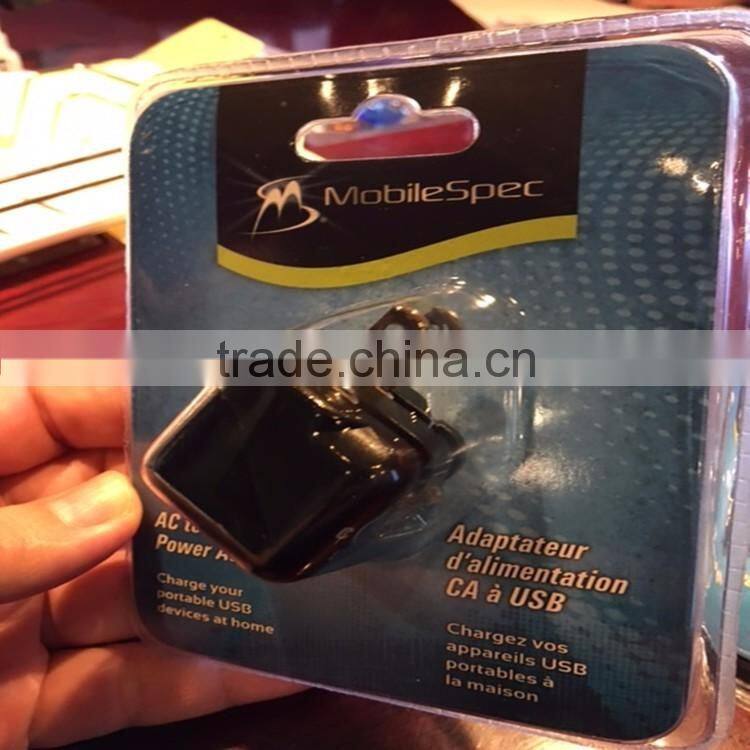 MobileSpec
trade.china.cn
AC to
Power
Charge your
portable USB
devices at home
Adaptateur
d'alimentation
CA à USB
Chargez vos
appareils USB
portables à
la maison